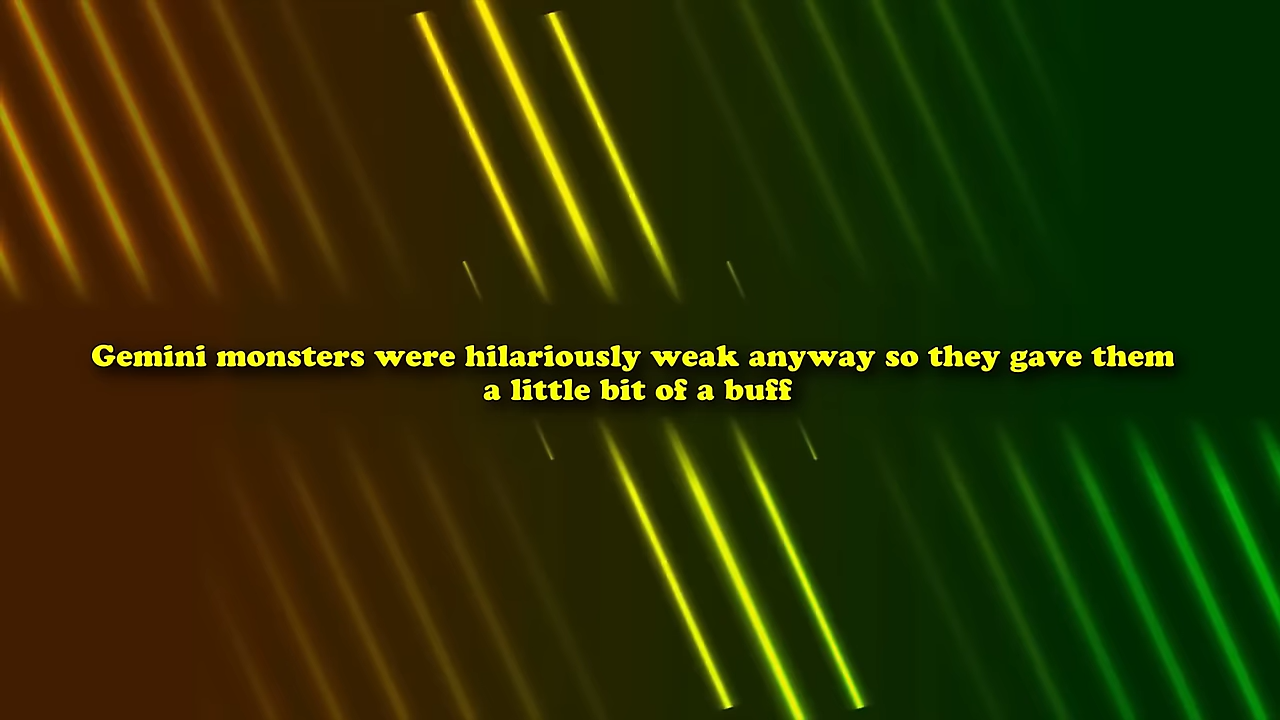 Gemini monsters were hilariously weak anyway so they gave them
a little bit of a buff